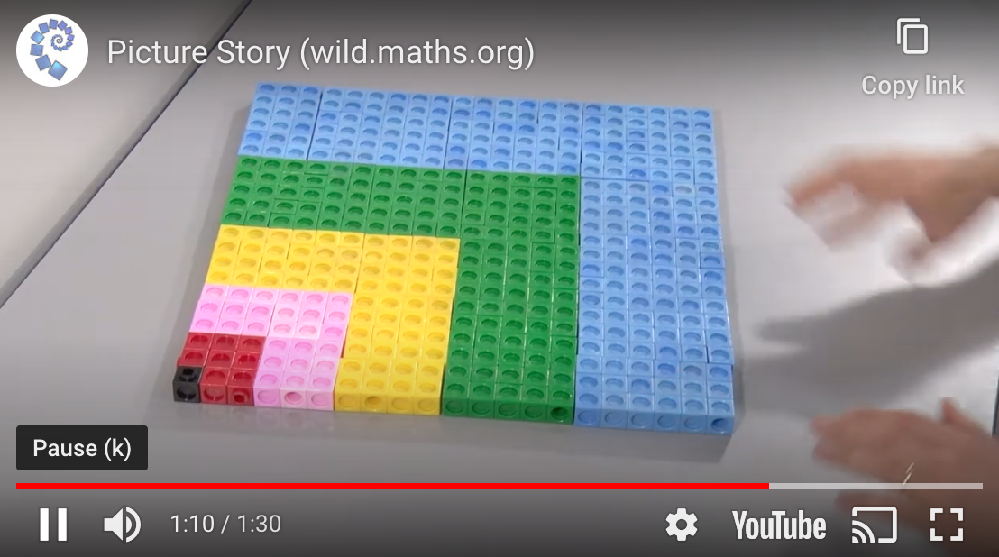 Picture Story (wild.maths.org)
Copy link
Pause (k)
1:10 / 1:30
YouTube